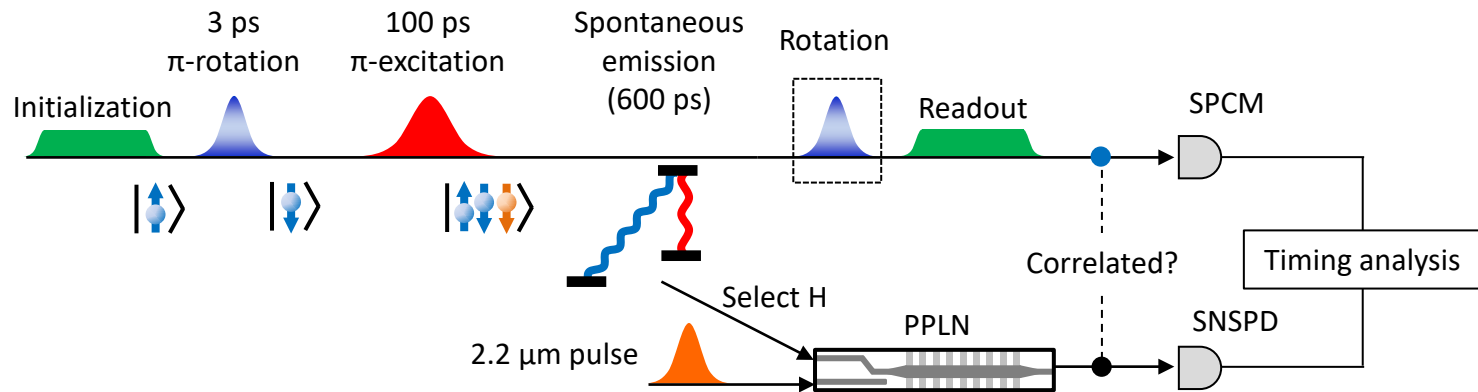 3 ps
π-rotation
100 ps
π-excitation
Spontaneous
emission
(600 ps)
Rotation
Initialization
Readout
SPCM
Correlated?
Timing analysis
Select H
2.2 µm pulse
PPLN
SNSPD